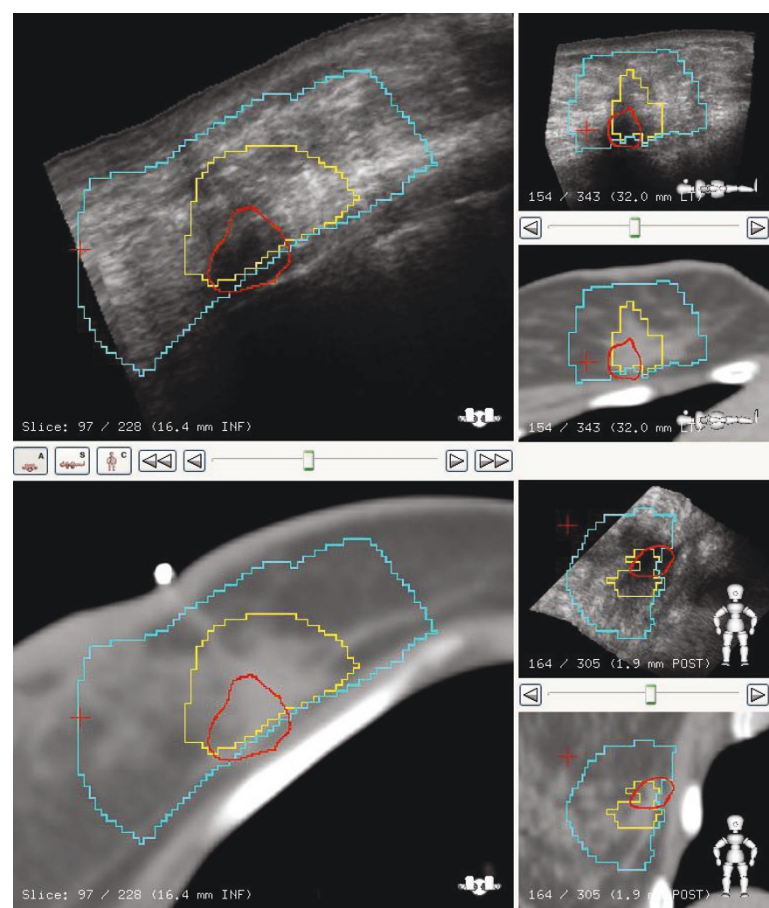 154 / 343 (32.0 mm LT)
Slice: 97 / 228 (16.4 mm INF)
154 / 343 (32.0 mm LT)
A
S
C
164 / 305 (1.9 mm POST)
Slice: 97 / 228 (16.4 mm INF)
164 / 305 (1.9 mm POST)